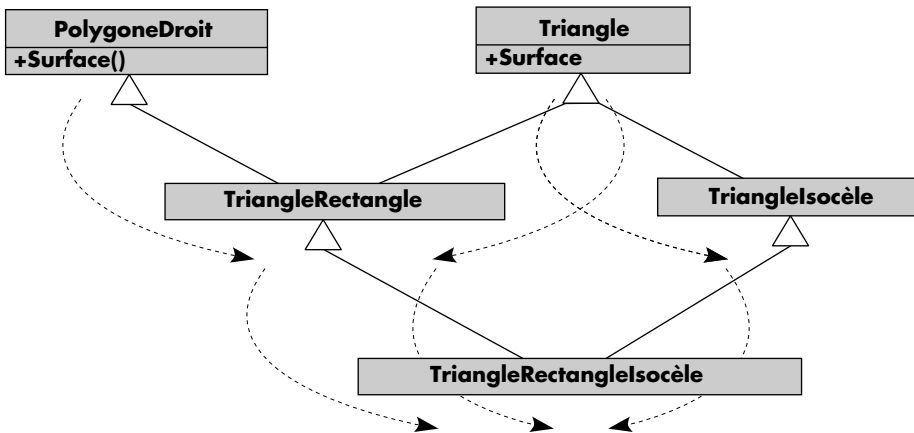 PolygoneDroit
+Surface()
Triangle
+Surface
TriangleRectangle
TriangleIsocèle
TriangleRectangleIsocèle